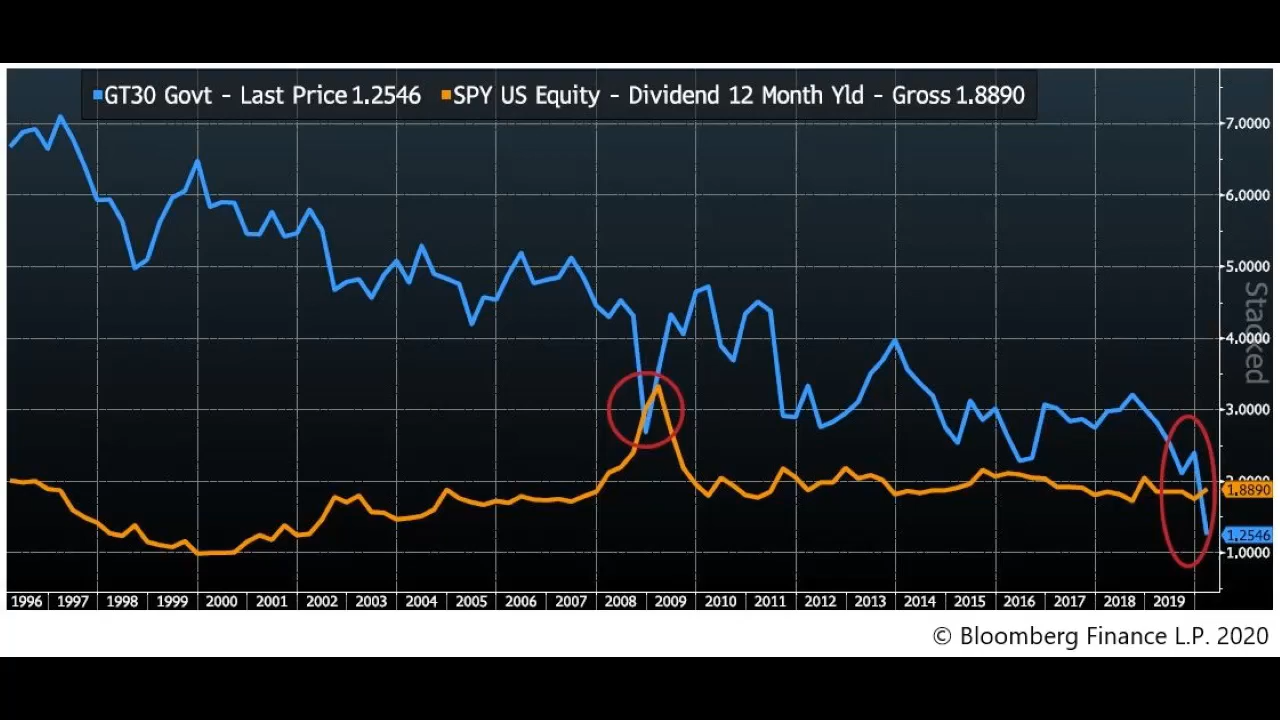 GT30 Govt - Last Price 1.2546 SPY US Equity - Dividend 12 Month Yld - Gross 1.8890
7.0000
6.0000
5.0000
Stacked
4.0000
3.0000
1.8890
1.2546
1.0000
1996 1997 1998 1999 2000 2001 2002 2003 2004 2005 2006 2007 2008 2009 2010 2011 2012 2013 2014 2015 2016 2017 2018 2019
© Bloomberg Finance L.P. 2020